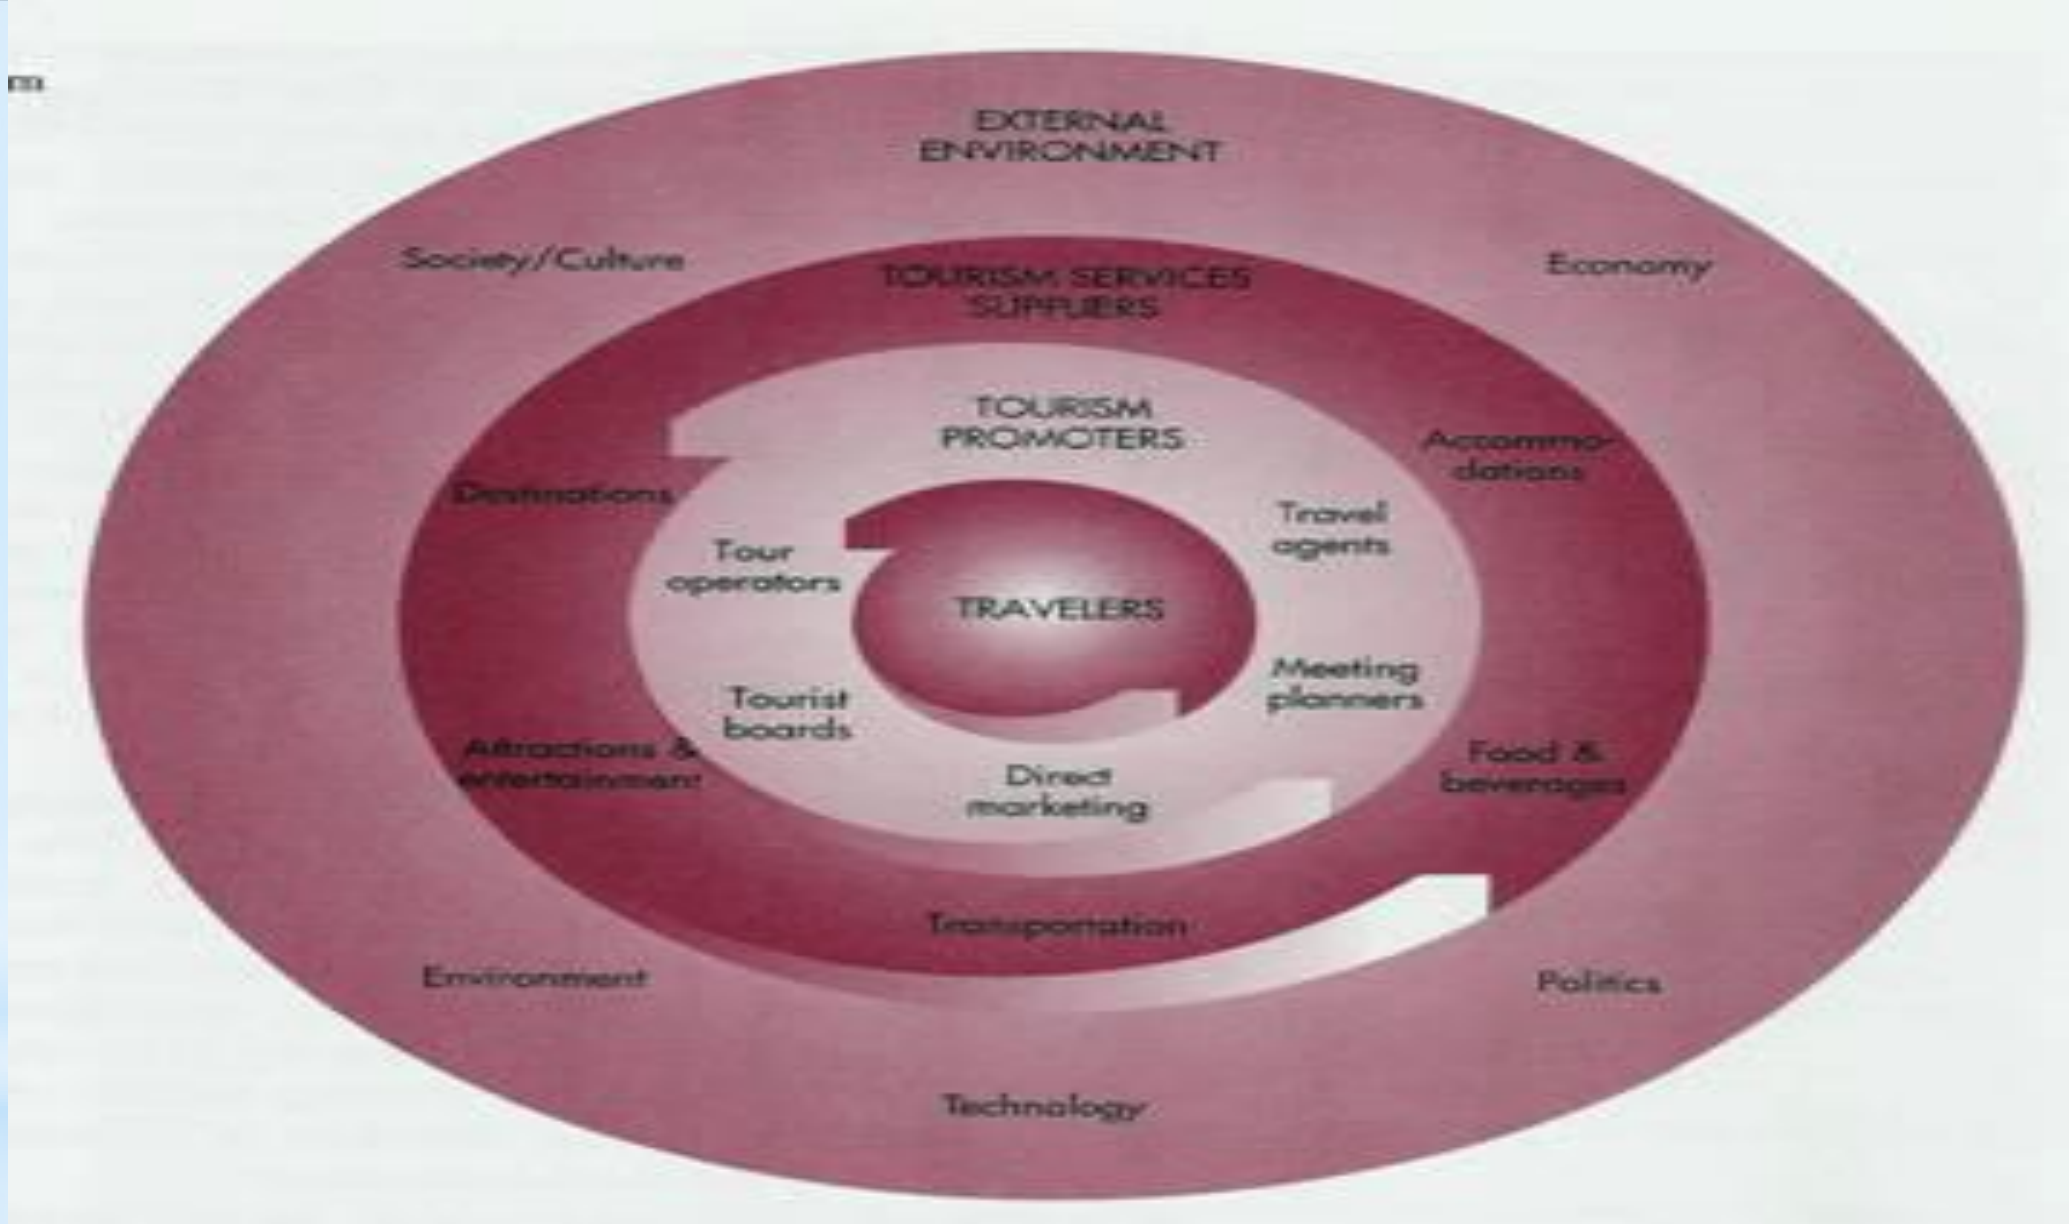 EXTERNAL
ENVIRONMENT
Society/Culture
Economy
TOURISM SERVICES
SUPPLIERS
TOURISM
PROMOTERS
Accommo-
dations
Destinations
Travel
agents
Tour
operators
TRAVELERS
Meeting
planners
Tourist
boards
Attractions &
entertainment
Food &
beverages
Direct
marketing
Transportation
Environment
Politics
Technology